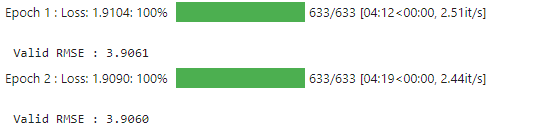 Epoch 1 : Loss: 1.9104: 100% 633/633 [04:12<00:00, 2.51it/s]
Valid RMSE : 3.9061
Epoch 2 : Loss: 1.9090: 100% 633/633 [04:19<00:00, 2.44it/s]
Valid RMSE : 3.9060